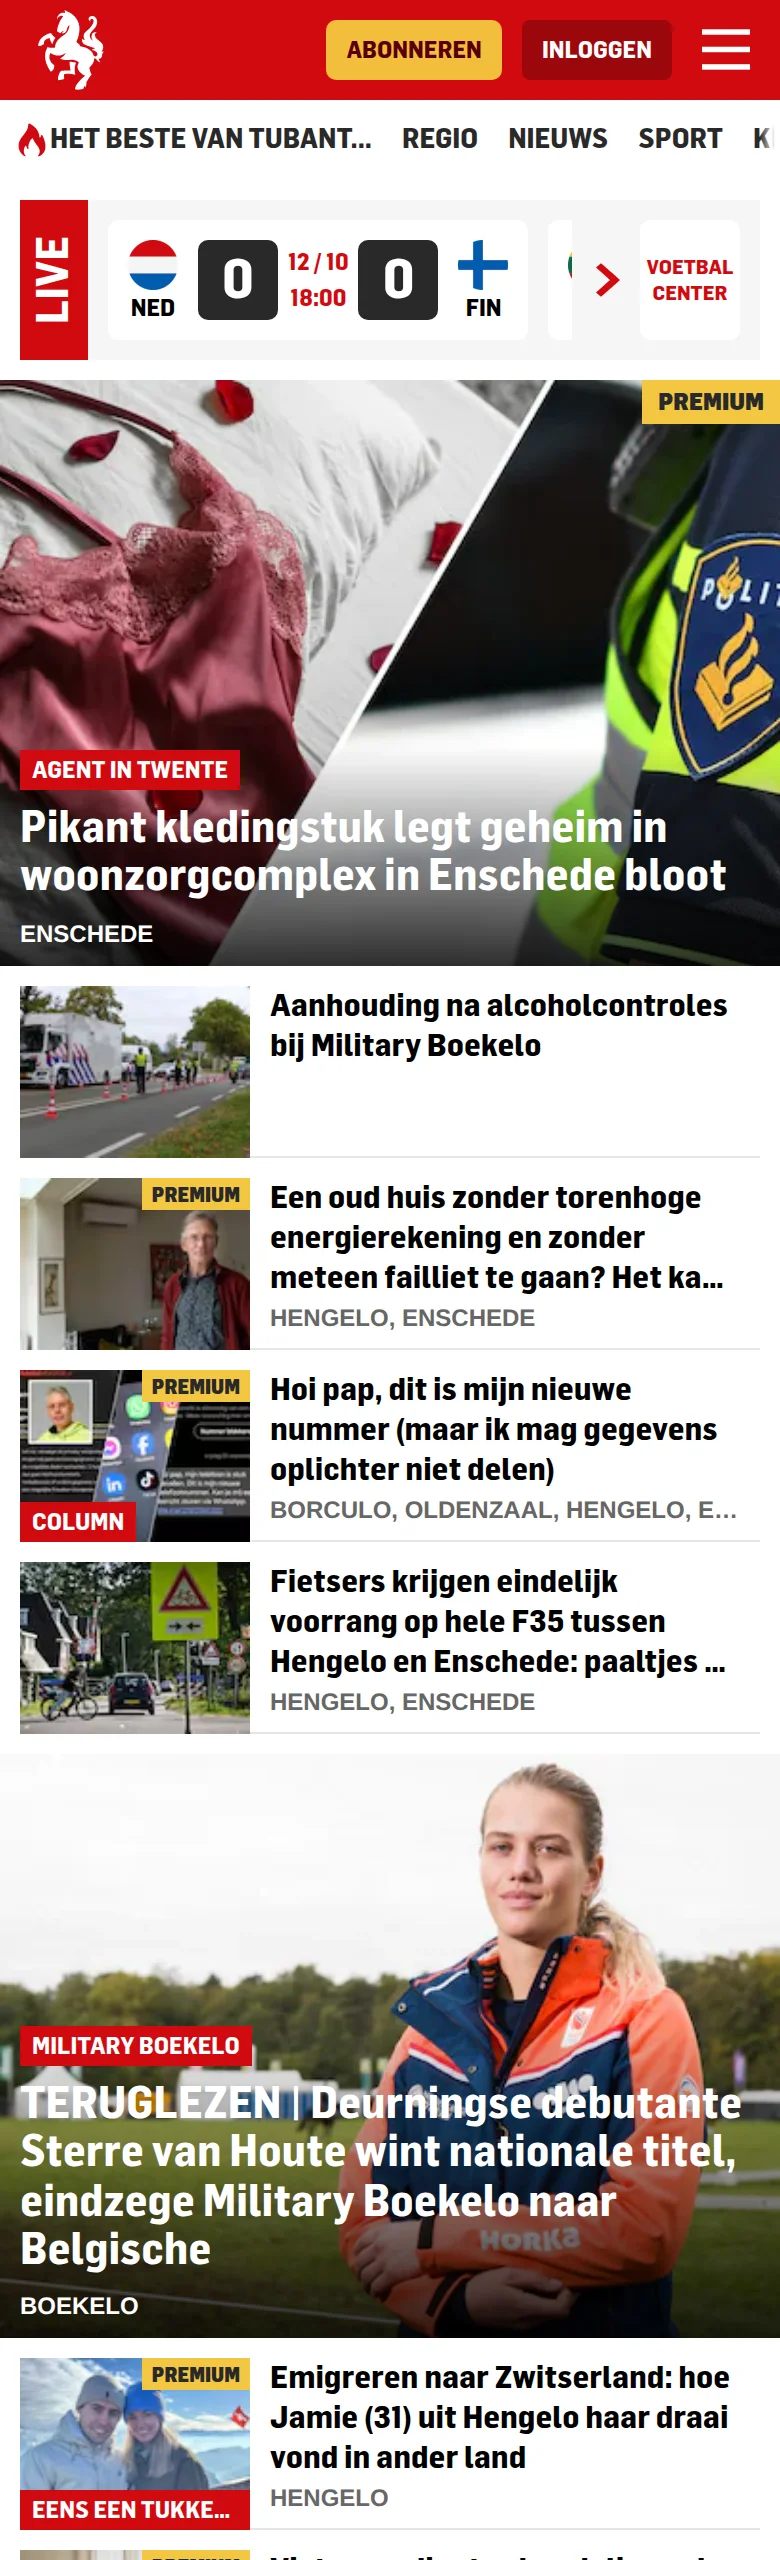 ABONNEREN
INLOGGEN
HET BESTE VAN TUBANT... REGIO NIEUWS SPORT
LIVE
NED 0 12 / 10 18:00 0 FIN
VOETBAL
CENTER
PREMIUM
POLIT
AGENT IN TWENTE
Pikant kledingstuk legt geheim in
woonzorgcomplex in Enschede bloot
ENSCHEDE
Aanhouding na alcoholcontroles
bij Military Boekelo
PREMIUM
Een oud huis zonder torenhoge
energierekening en zonder
meteen failliet te gaan? Het ka...
HENGELO, ENSCHEDE
PREMIUM
COLUMN
Hoi pap, dit is mijn nieuwe
nummer (maar ik mag gegevens
oplichter niet delen)
BORCULO, OLDENZAAL, HENGELO, E...
Fietsers krijgen eindelijk
voorrang op hele F35 tussen
Hengelo en Enschede: paaltjes ...
HENGELO, ENSCHEDE
MILITARY BOEKELO
TERUGLEZEN | Deurningse debutante
Sterre van Houte wint nationale titel,
eindzege Military Boekelo naar
Belgische
HORKA
BOEKELO
PREMIUM
EENS EEN TUKKE...
Emigreren naar Zwitserland: hoe
Jamie (31) uit Hengelo haar draai
vond in ander land
HENGELO